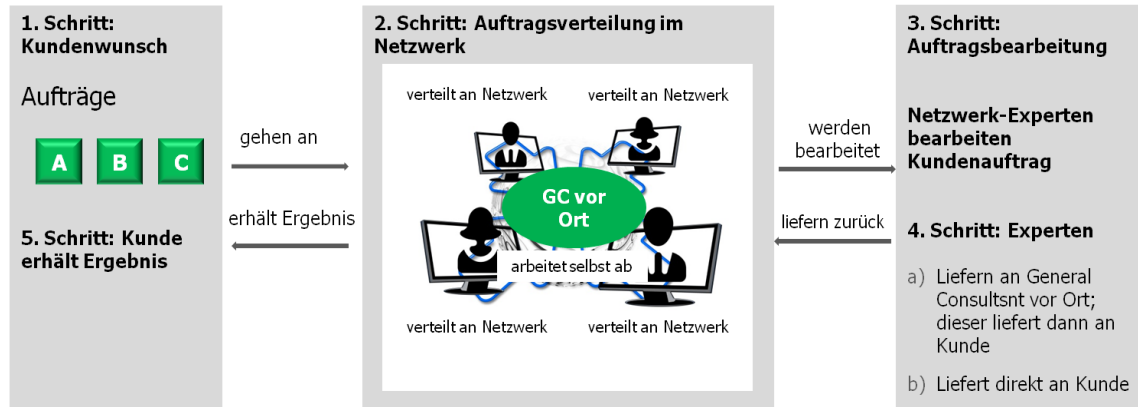 1. Schritt:
Kundenwunsch
Aufträge
A B C
5. Schritt: Kunde
erhält Ergebnis
gehen an
erhält Ergebnis
2. Schritt: Auftragsverteilung im
Netzwerk
verteilt an Netzwerk
verteilt an Netzwerk
GC vor
Ort
arbeitet selbst ab
verteilt an Netzwerk
verteilt an Netzwerk
werden
bearbeitet
liefern zurück
3. Schritt:
Auftragsbearbeitung
Netzwerk-Experten
bearbeiten
Kundenauftrag
4. Schritt: Experten
a) Liefern an General
Consultsnt vor Ort;
dieser liefert dann an
Kunde
b) Liefert direkt an Kunde